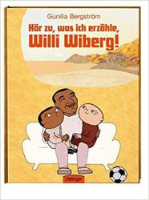 Gunilla Bergström
Hör zu, was ich erzähle,
Willi Wiberg!
Oetinger